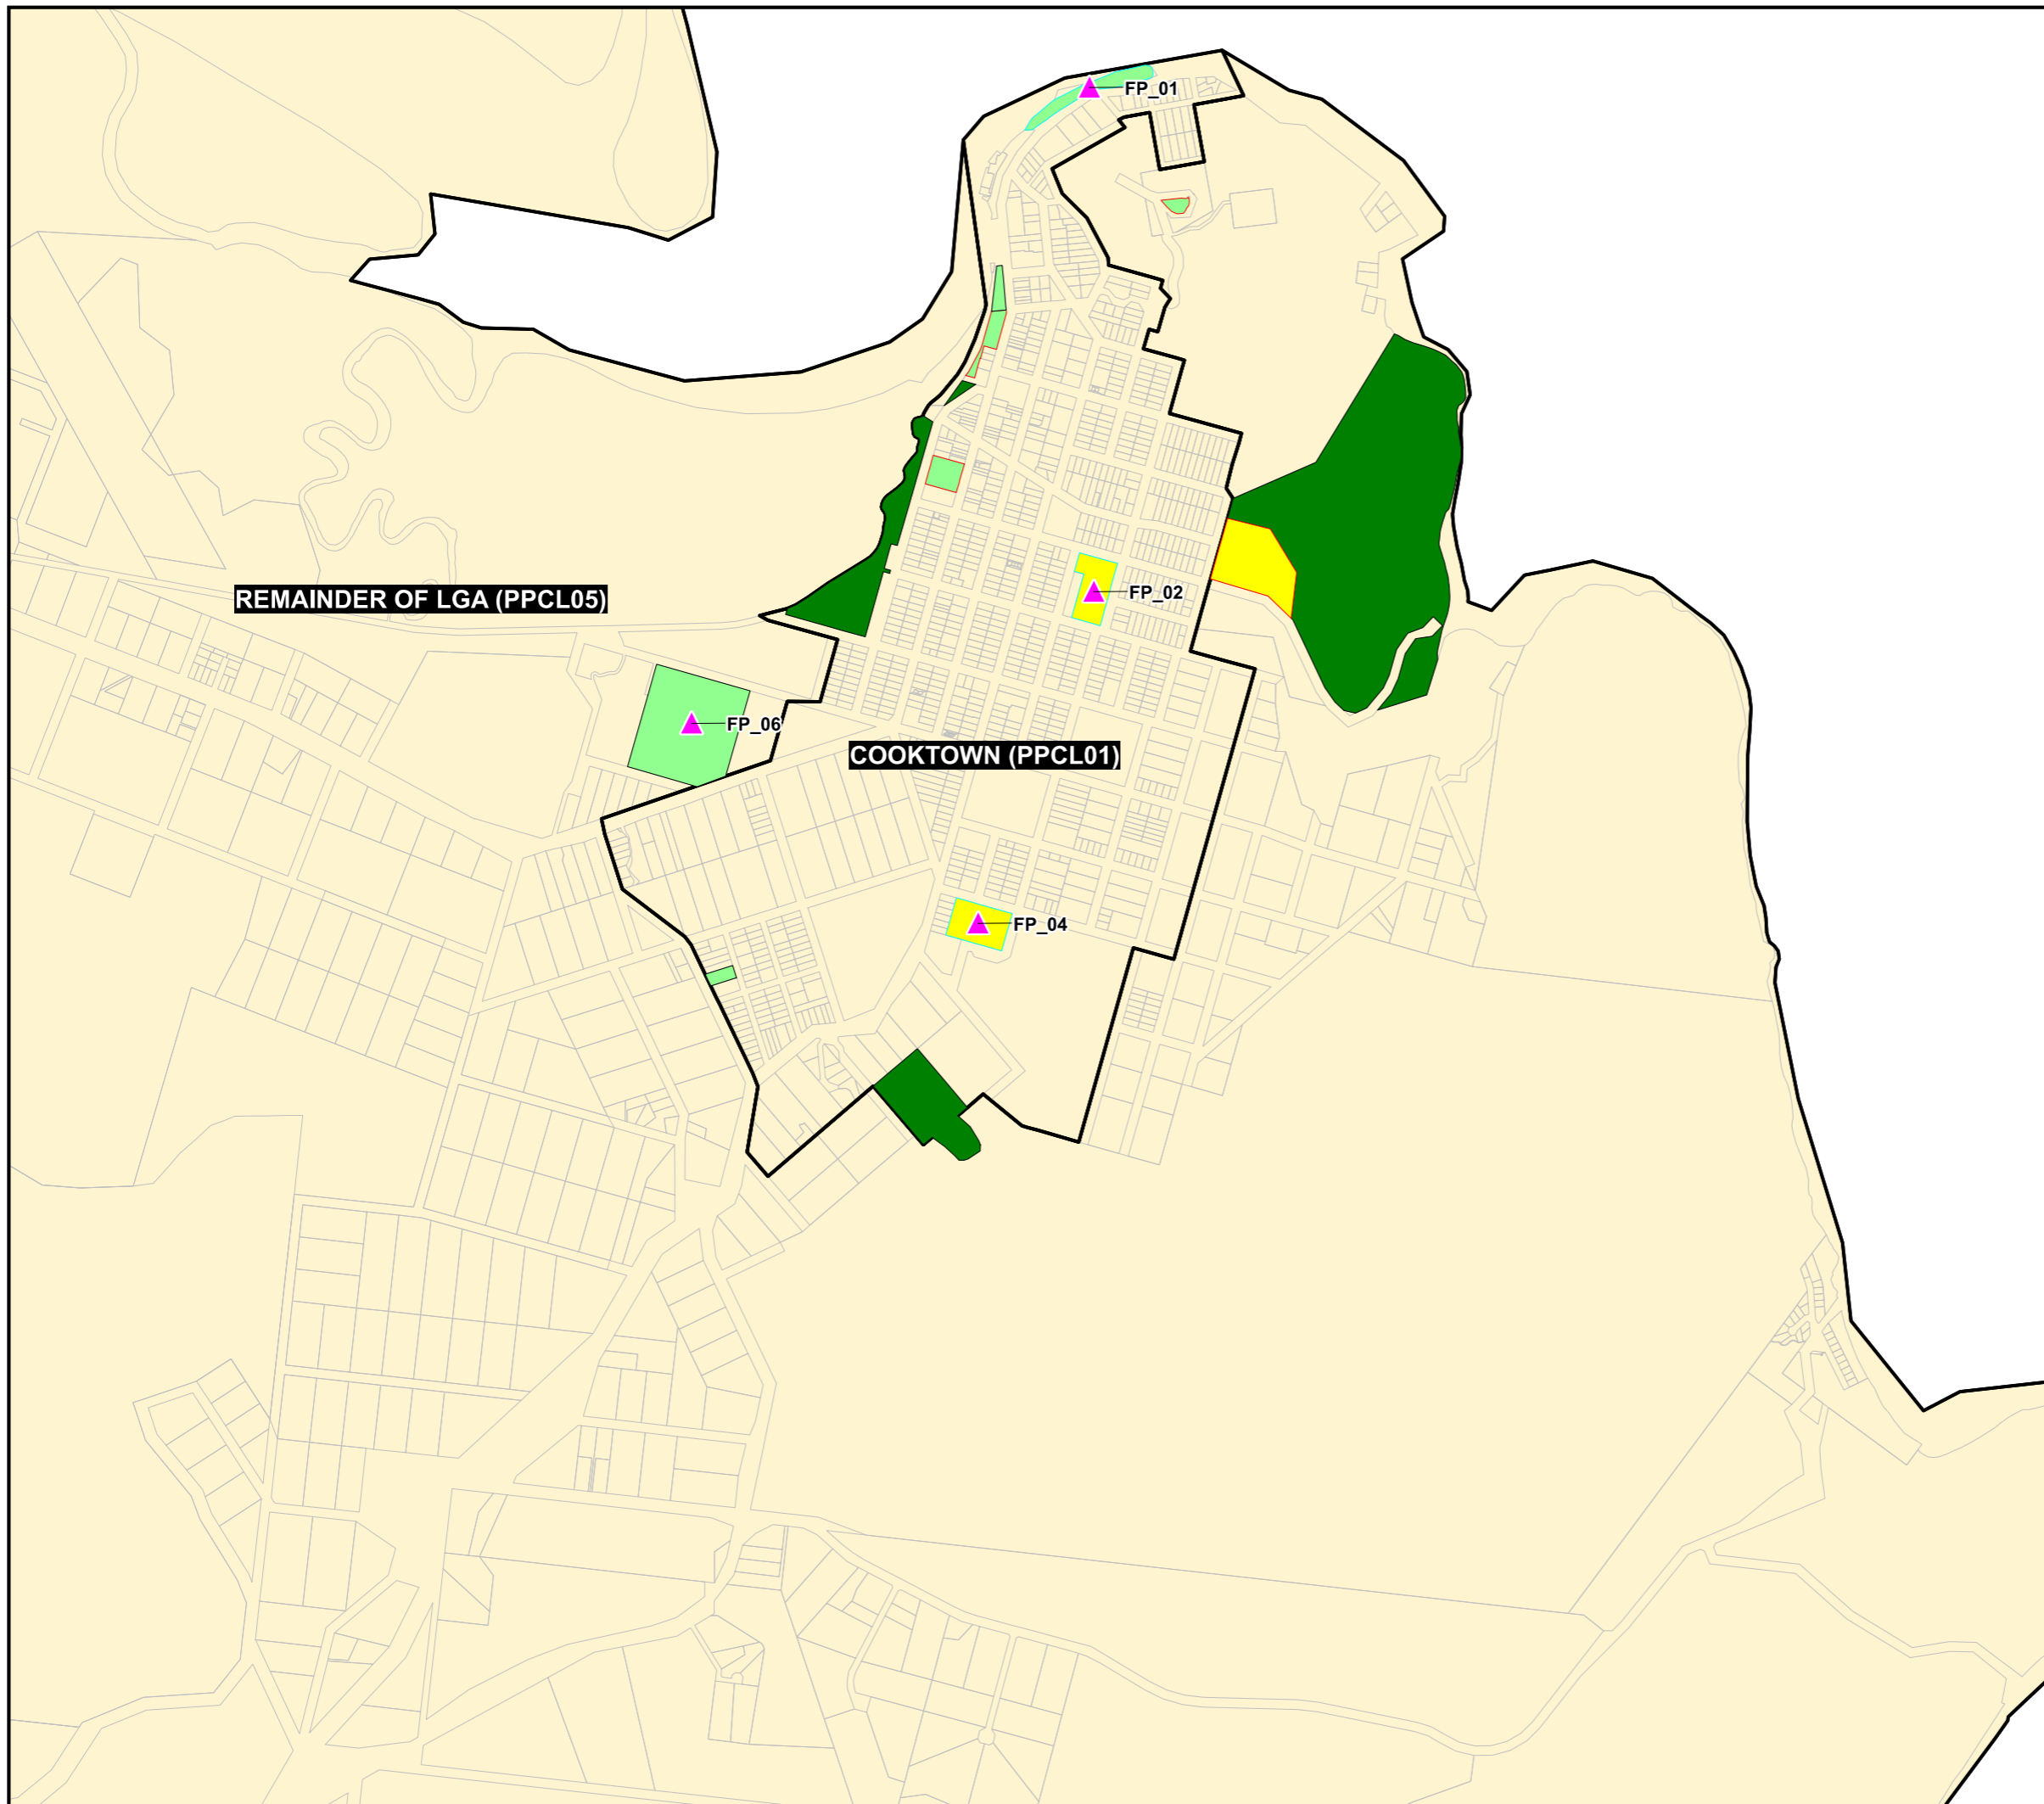 FP_01
FP_02
REMAINDER OF LGA (PPCL05)
FP_06
COOKTOWN (PPCL01)
FP_04